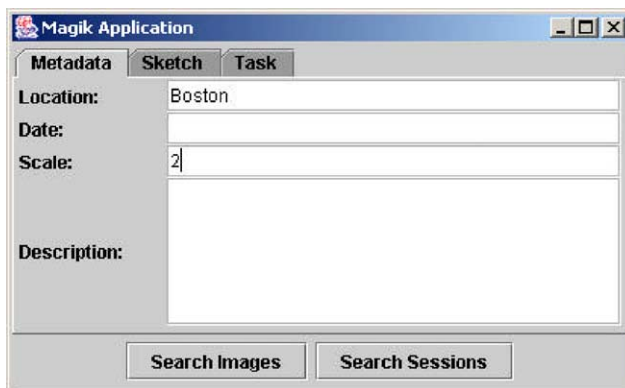 Magik Application
Metadata Sketch Task
Location: Boston
Date:
Scale: 2
Description:
Search Images Search Sessions